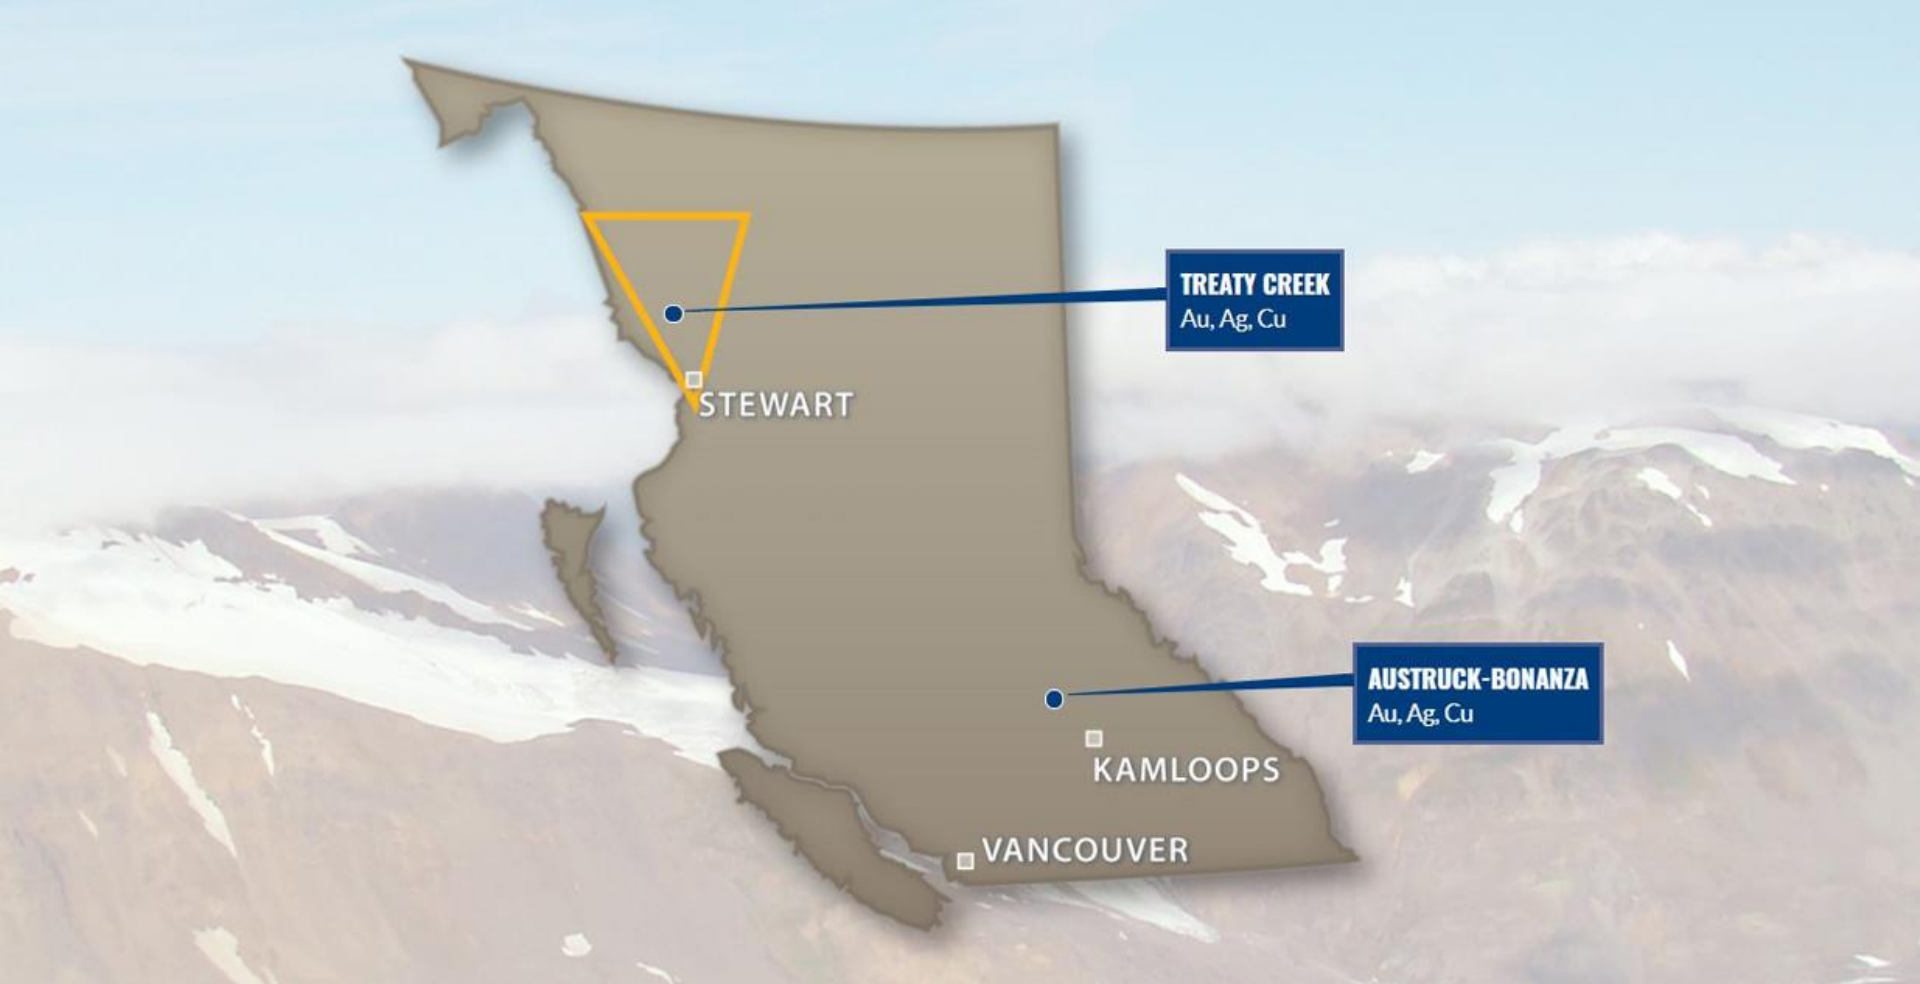 TREATY CREEK
Au, Ag, Cu
STEWART
AUSTRUCK-BONANZA
Au, Ag, Cu
KAMLOOPS
VANCOUVER